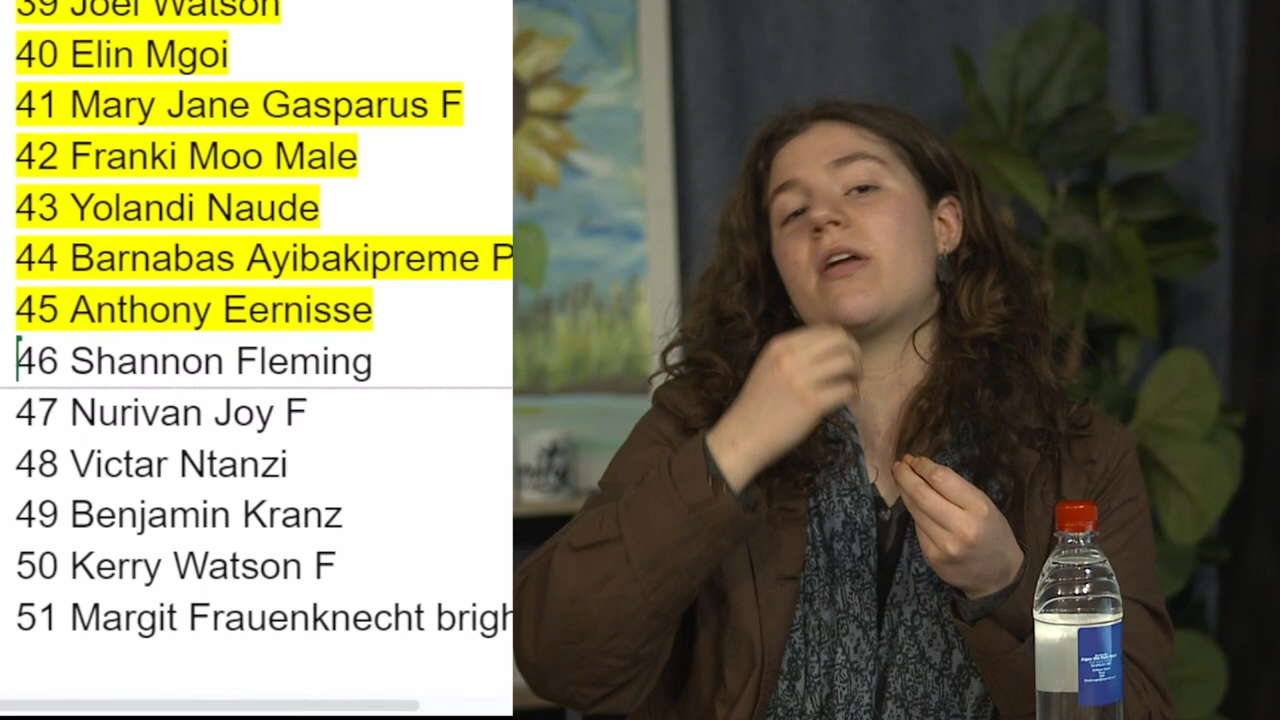 39 Joel Watson
40 Elin Mgoi
41 Mary Jane Gasparus F
42 Franki Moo Male
43 Yolandi Naude
44 Barnabas Ayibakipreme P
45 Anthony Eernisse
46 Shannon Fleming
47 Nurivan Joy F
48 Victar Ntanzi
49 Benjamin Kranz
50 Kerry Watson F
51 Margit Frauenknecht brigh